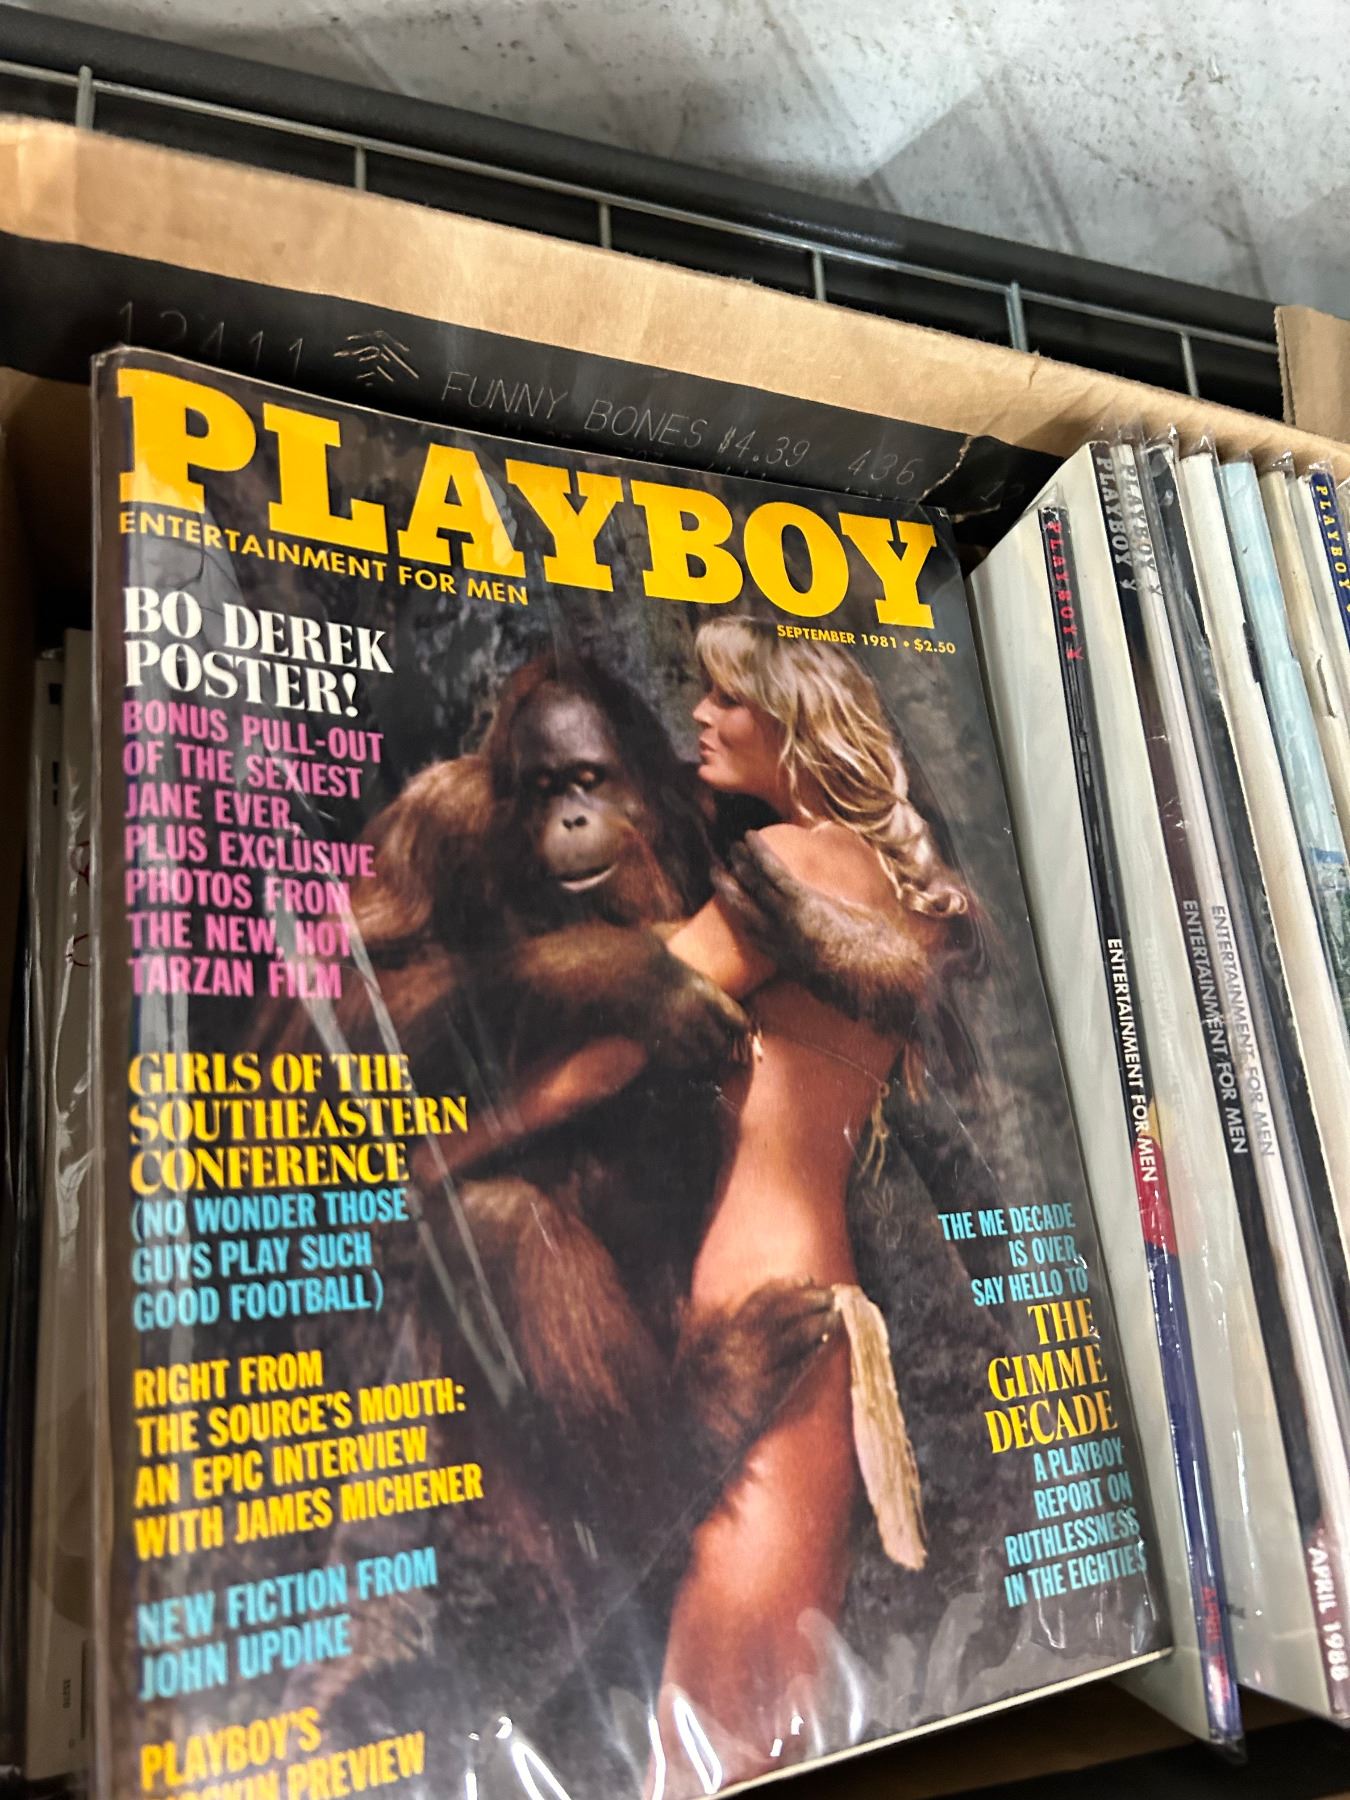 12411 FUNNY BONES $4.39 436 12
PLAYBOY
ENTERTAINMENT FOR MEN
SEPTEMBER 1981 • $2.50
BO DEREK
POSTER!
BONUS PULL-OUT
OF THE SEXIEST
JANE EVER,
PLUS EXCLUSIVE
PHOTOS FROM
THE NEW, HOT
TARZAN FILM
GIRLS OF THE
SOUTHEASTERN
CONFERENCE
(NO WONDER THOSE
GUYS PLAY SUCH
GOOD FOOTBALL)
RIGHT FROM
THE SOURCE'S MOUTH:
AN EPIC INTERVIEW
WITH JAMES MICHENER
NEW FICTION FROM
JOHN UPDIKE
PLAYBOY'S
PREVIEW
THE ME DECADE
IS OVER,
SAY HELLO TO
THE
GIMME
DECADE
A PLAYBOY
REPORT ON
RUTHLESSNESS
IN THE EIGHTIES
PLAYBOY
ENTERTAINMENT FOR MEN
APRIL
PLAYBOY
ENTERTAINMENT FOR MEN
PLAYBOY
ENTERTAINMENT FOR MEN
APRIL 1988
PLAYBOY